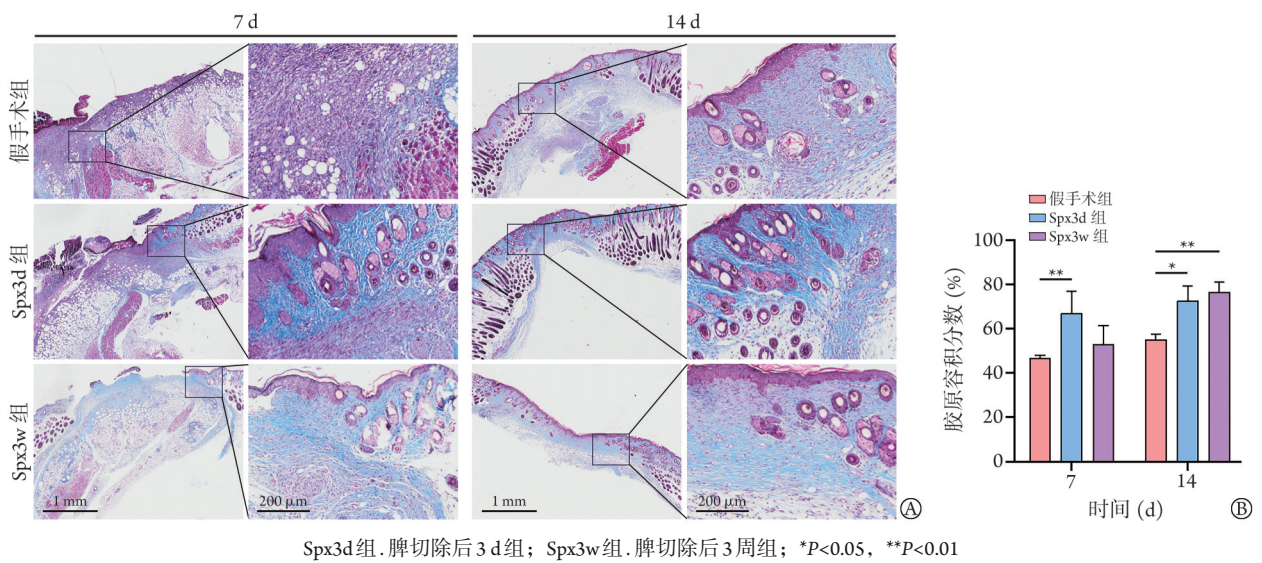 7 d
14 d
假手术组
Spx3d 组
Spx3w 组
1 mm
200 μm
1 mm
200 μm
Ⓐ
假手术组
Spx3d 组
Spx3w 组
胶原容积分数 (%)
100
80
60
40
20
0
**
*
**
7
14
时间 (d)
Ⓑ
Spx3d组.脾切除后3 d组；Spx3w组.脾切除后3周组；*P<0.05，**P<0.01